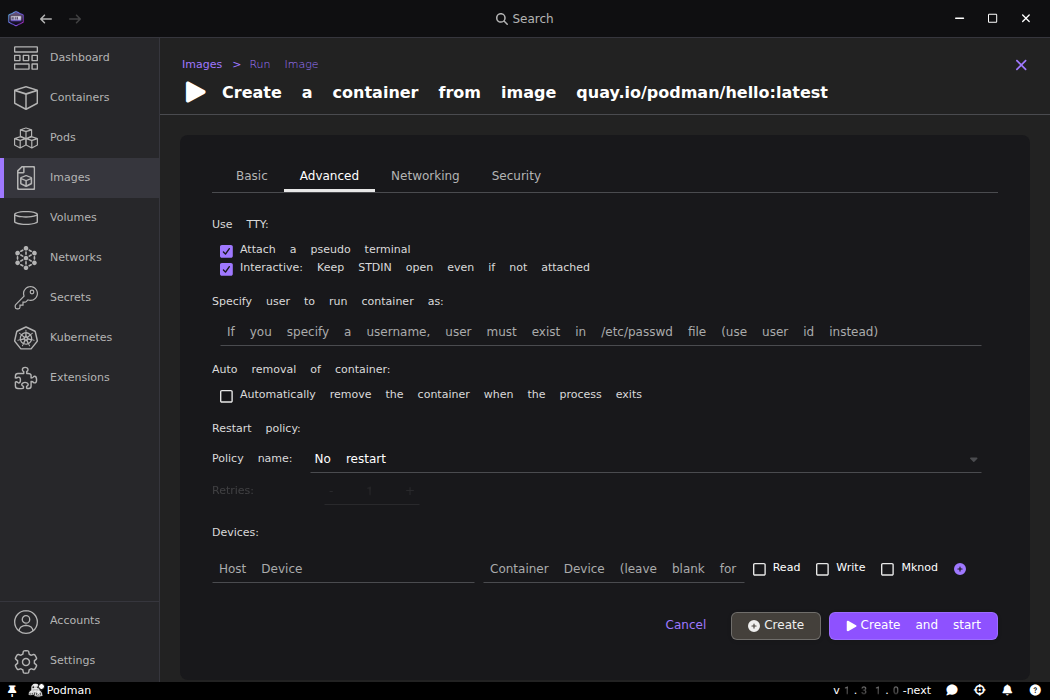 Search
Dashboard
Containers
Pods
Images
Volumes
Networks
Secrets
Kubernetes
Extensions
Accounts
Settings
Images > Run Image
Create a container from image quay.io/podman/hello:latest
Basic Advanced Networking Security
Use TTY:
Attach a pseudo terminal
Interactive: Keep STDIN open even if not attached
Specify user to run container as:
If you specify a username, user must exist in /etc/passwd file (use user id instead)
Auto removal of container:
Automatically remove the container when the process exits
Restart policy:
Policy name: No restart
Retries: - 1 +
Devices:
Host Device Container Device (leave blank for Read Write Mknod
Cancel Create Create and start
Podman v1.31.0-next